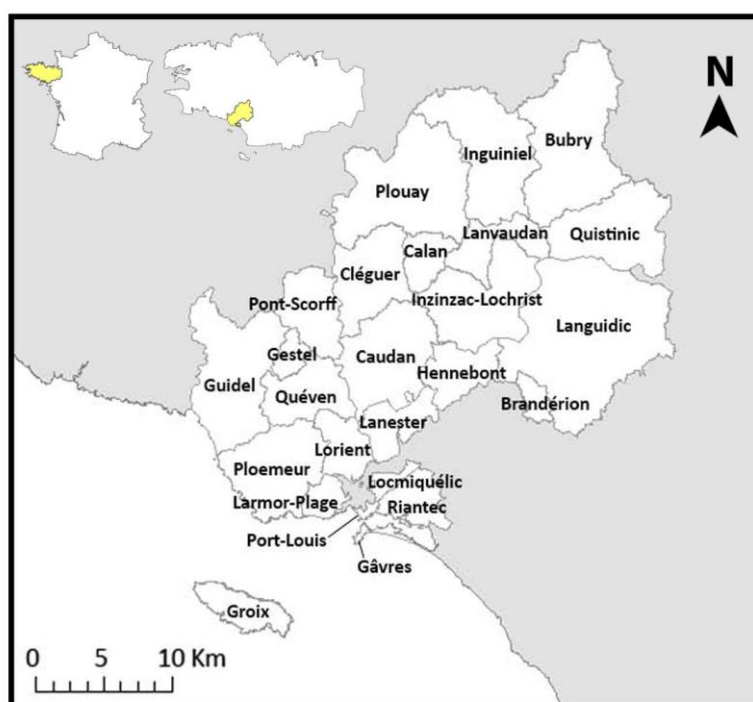 N
Bubry
Inguiniel
Plouay
Lanvaudan
Quistinic
Calan
Cléguer
Inzinzac-Lochrist
Pont-Scorff
Languidic
Gestel
Caudan
Hennebont
Guidel
Quéven
Brandérion
Lanester
Lorient
Ploemeur
Locmiquélic
Larmor-Plage
Riantec
Port-Louis
Gâvres
Groix
0 5 10 Km